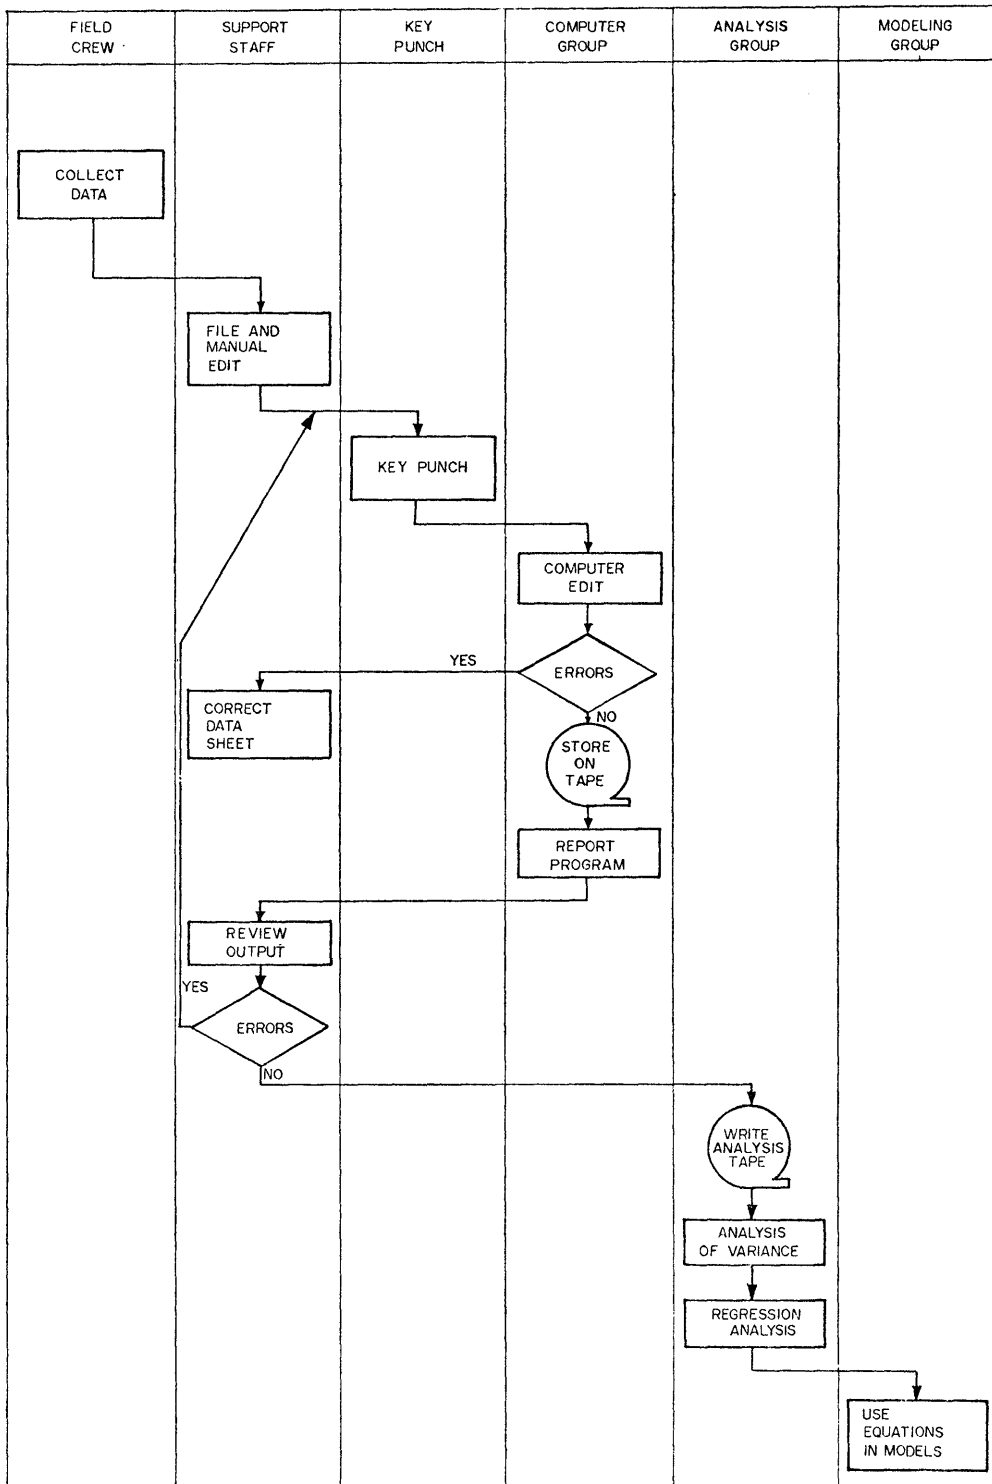 FIELD
CREW
SUPPORT
STAFF
KEY
PUNCH
COMPUTER
GROUP
ANALYSIS
GROUP
MODELING
GROUP
COLLECT
DATA
FILE AND
MANUAL
EDIT
KEY PUNCH
COMPUTER
EDIT
YES
ERRORS
NO
CORRECT
DATA
SHEET
STORE
ON
TAPE
REPORT
PROGRAM
REVIEW
OUTPUT
YES
ERRORS
NO
WRITE
ANALYSIS
TAPE
ANALYSIS
OF VARIANCE
REGRESSION
ANALYSIS
USE
EQUATIONS
IN MODELS